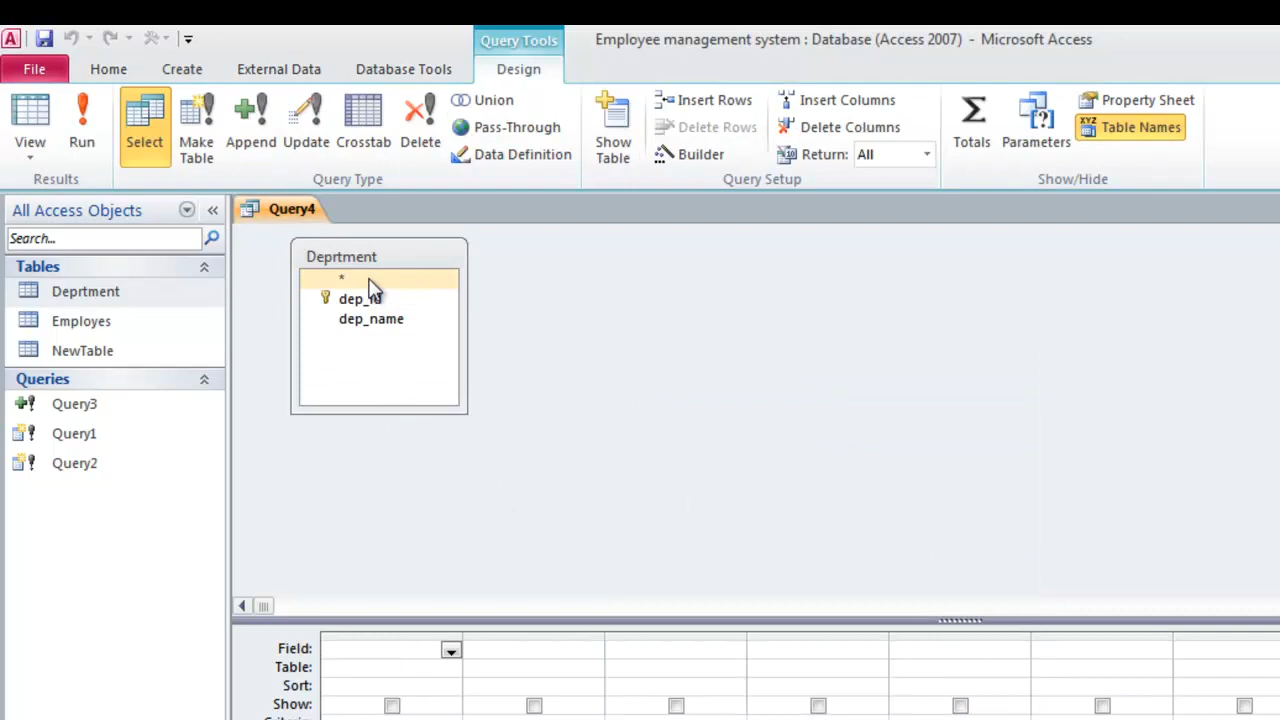 Query Tools
Employee management system : Database (Access 2007) - Microsoft Access
File Home Create External Data Database Tools Design
View
Run
Results
Select
Make Table
Append
Update
Crosstab
Delete
Union
Pass-Through
Data Definition
Query Type
Show Table
Insert Rows
Delete Rows
Builder
Insert Columns
Delete Columns
Return: All
Query Setup
Totals
Parameters
Property Sheet
XYZ Table Names
Show/Hide
All Access Objects
Search...
Tables
Deprtment
Employes
NewTable
Queries
Query3
Query1
Query2
Query4
Deprtment
*
dep_id
dep_name
Field:
Table:
Sort:
Show: